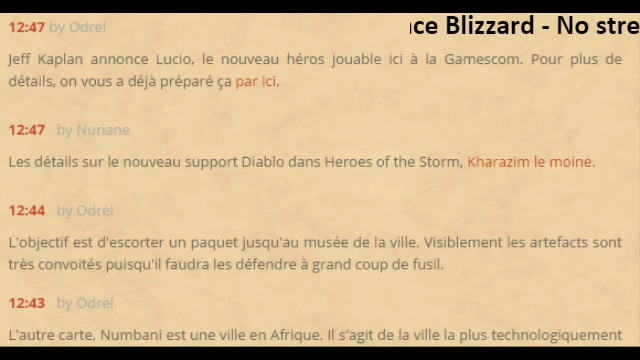 12:47 by Odrel
ce Blizzard - No stre
Jeff Kaplan annonce Lucio, le nouveau héros jouable ici à la Gamescom. Pour plus de
détails, on vous a déjà préparé ça par ici.
12:47 by Nuriane
Les détails sur le nouveau support Diablo dans Heroes of the Storm, Kharazim le moine.
12:44 by Odrel
L'objectif est d'escorter un paquet jusqu'au musée de la ville. Visiblement les artefacts sont
très convoités puisqu'il faudra les défendre à grand coup de fusil.
12:43 by Odrel
L'autre carte, Numbani est une ville en Afrique. Il s'agit de la ville la plus technologiquement